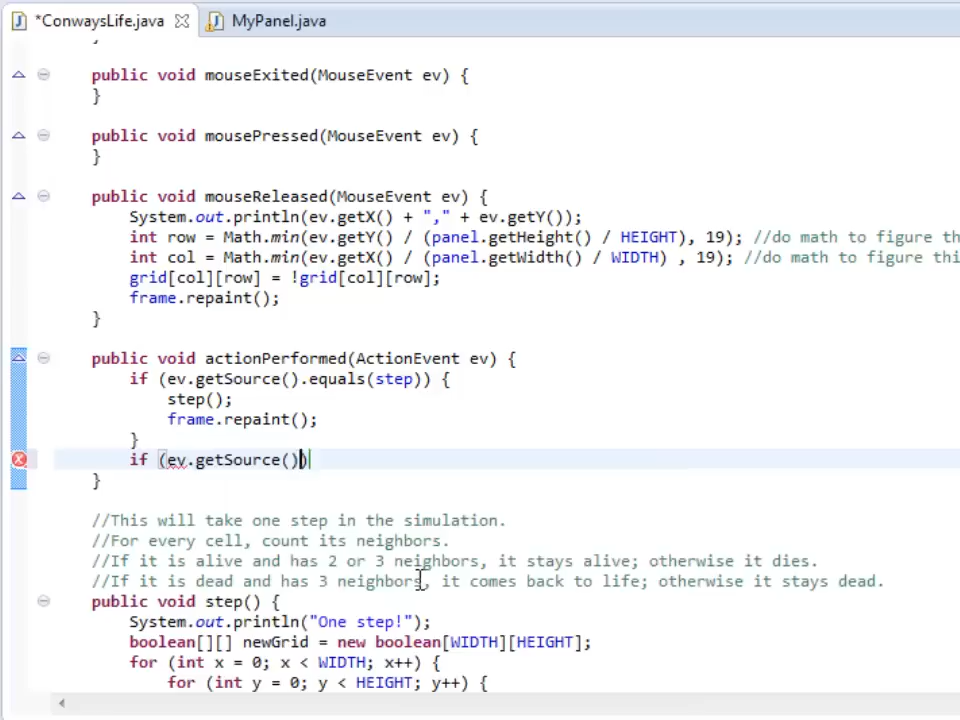 *ConwaysLife.java MyPanel.java
}
public void mouseExited(MouseEvent ev) {
}
public void mousePressed(MouseEvent ev) {
}
public void mouseReleased(MouseEvent ev) {
System.out.println(ev.getX() + "," + ev.getY());
int row = Math.min(ev.getY() / (panel.getHeight() / HEIGHT), 19); //do math to figure th
int col = Math.min(ev.getX() / (panel.getWidth() / WIDTH) , 19); //do math to figure thi
grid[col][row] = !grid[col][row];
frame.repaint();
}
public void actionPerformed(ActionEvent ev) {
if (ev.getSource().equals(step)) {
step();
frame.repaint();
}
if (ev.getSource())
}
//This will take one step in the simulation.
//For every cell, count its neighbors.
//If it is alive and has 2 or 3 neighbors, it stays alive; otherwise it dies.
//If it is dead and has 3 neighbors, it comes back to life; otherwise it stays dead.
public void step() {
System.out.println("One step!");
boolean[][] newGrid = new boolean[WIDTH][HEIGHT];
for (int x = 0; x < WIDTH; x++) {
for (int y = 0; y < HEIGHT; y++) {